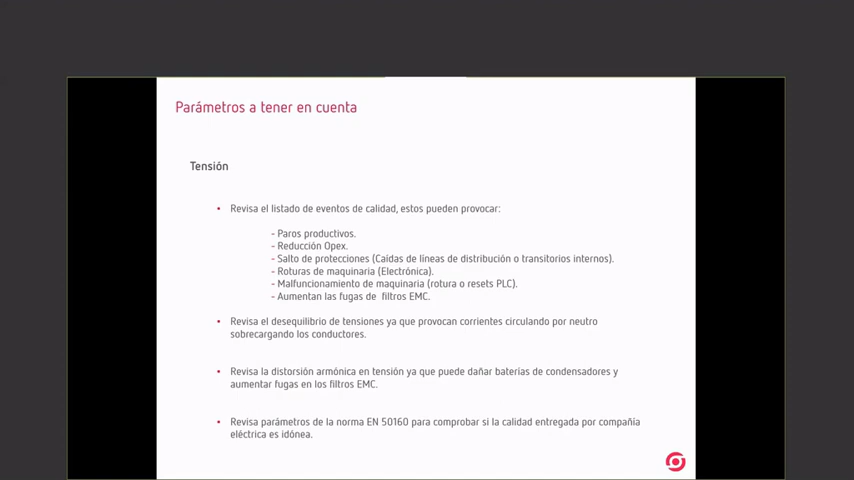 Parámetros a tener en cuenta
Tensión
• Revisa el listado de eventos de calidad, estos pueden provocar:
- Paros productivos.
- Reducción Opex.
- Salto de protecciones (Caídas de líneas de distribución o transitorios internos).
- Roturas de maquinaria (Electrónica).
- Malfuncionamiento de maquinaria (rotura o resets PLC).
- Aumentan las fugas de filtros EMC.
• Revisa el desequilibrio de tensiones ya que provocan corrientes circulando por neutro
sobrecargando los conductores.
• Revisa la distorsión armónica en tensión ya que puede dañar baterías de condensadores y
aumentar fugas en los filtros EMC.
• Revisa parámetros de la norma EN 50160 para comprobar si la calidad entregada por compañía
eléctrica es idónea.